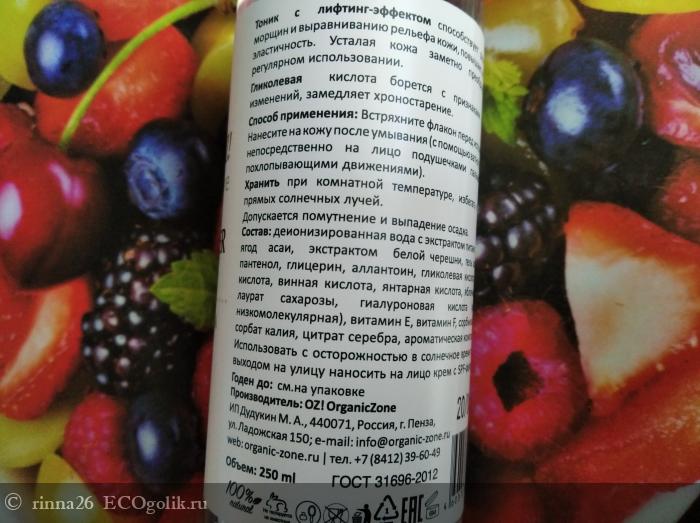 Тоник с лифтинг-эффектом способствует
морщин и выравниванию рельефа кожи,
эластичность. Усталая кожа заметно
регулярном использовании.
Гликолевая кислота борется с
изменений, замедляет хроностарение.
Способ применения: Встряхните флакон перед
Нанесите на кожу после умывания (с помощью
непосредственно на лицо подушечками
похлопывающими движениями).
Хранить при комнатной температуре,
прямых солнечных лучей.
Допускается помутнение и выпадение осадка.
Состав: деионизированная вода с экстрактом
ягод асаи, экстрактом белой черешни,
пантенол, глицерин, аллантоин, гликолевая
кислота, винная кислота, янтарная кислота,
лаурат сахарозы, гиалуроновая кислота
низкомолекулярная), витамин Е, витамин F,
сорбат калия, цитрат серебра, ароматическая
Использовать с осторожностью в солнечное
выходом на улицу наносить на лицо крем с
Годен до: см.на упаковке
Производитель: OZ! OrganicZone
ИП Дудукин М. А., 440071, Россия, г. Пенза,
ул. Ладожская 150; e-mail: info@organic-zone.ru
web: organic-zone.ru | тел. +7 (8412) 39-60-49
Объем: 250 ml ГОСТ 31696-2012
100% natural
EAC
© rinna26 ECOgolik.ru